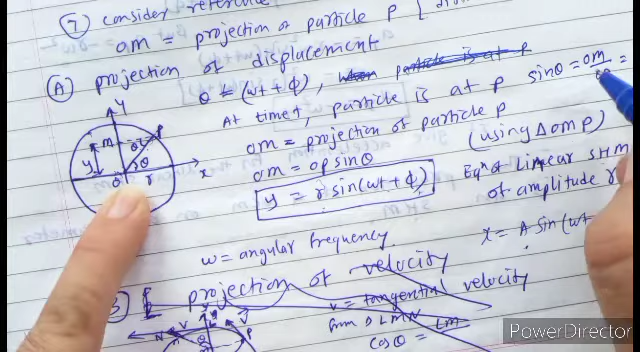 (7) consider reference
OM = projection of particle P
(A) projection of displacement
θ = (ωt + ϕ),
At time t, particle is at P sinθ = OM =
OM = projection of particle P
OM = OP sinθ (using ΔOMP)
y = r sin(ωt + ϕ) Eqn of Linear SHM
of amplitude r
x = A sin(ωt
ω = angular frequency
projection of velocity
v = tangential velocity
from Δ LMN
cosθ = LM
Y
M
P
y
θ
θ
O
r
x
PowerDirector